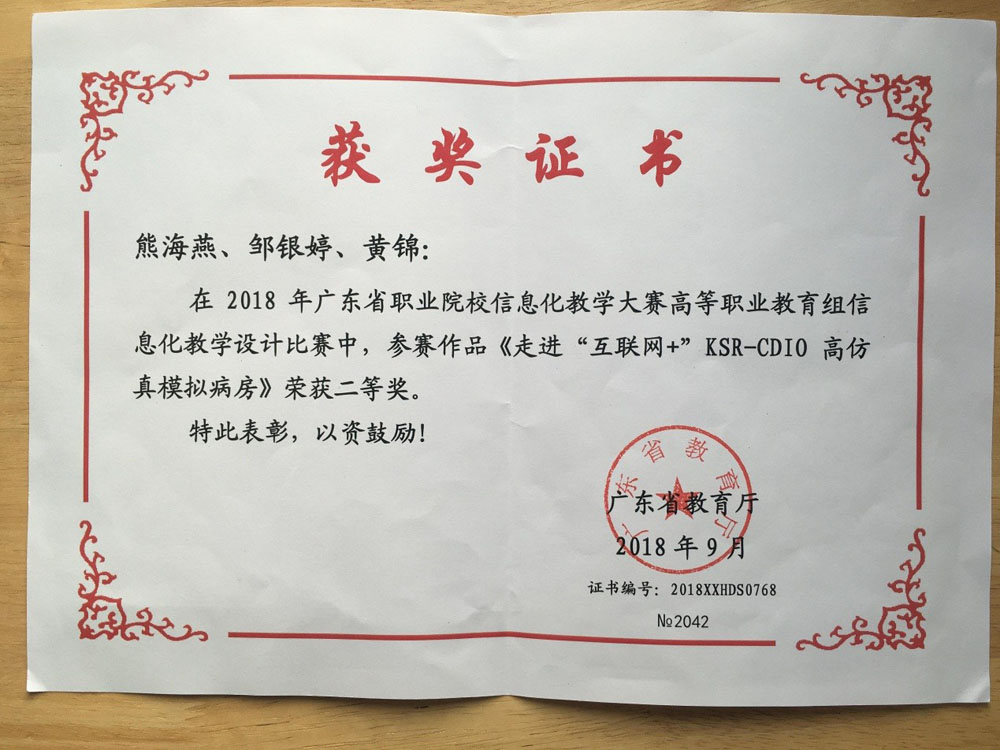 获奖证书
熊海燕、邹银婷、黄锦：
在 2018 年广东省职业院校信息化教学大赛高等职业教育组信
息化教学设计比赛中，参赛作品《走进“互联网+”KSR-CDIO 高仿
真模拟病房》荣获二等奖。
特此表彰，以资鼓励！
广东省教育厅
广东省教育厅
2018 年 9 月
证书编号：2018XXHDS0768
№2042